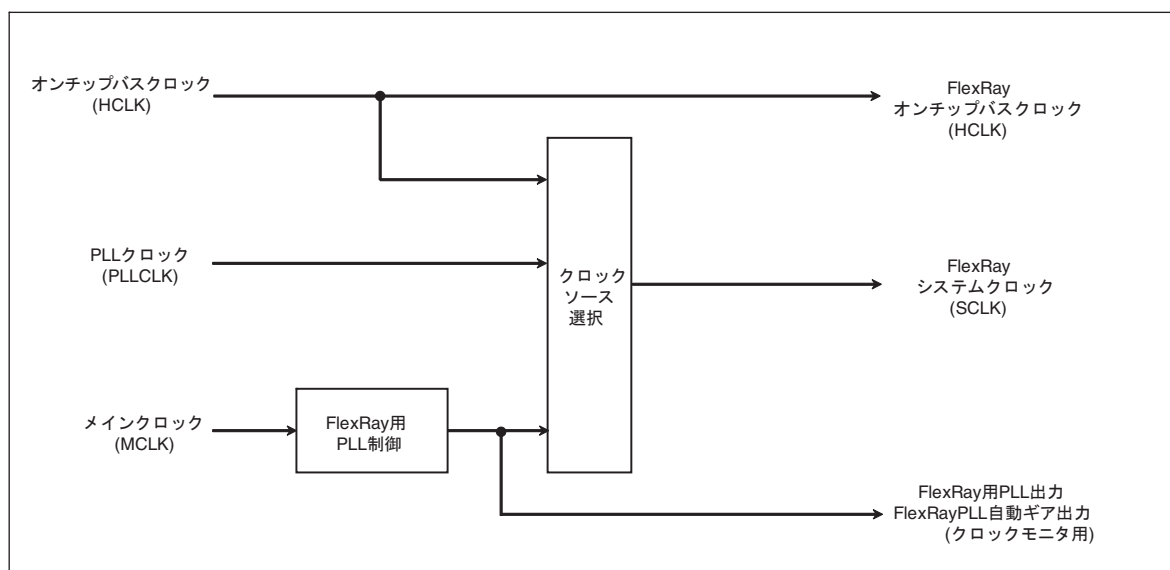 オンチップバスクロック
(HCLK)
FlexRay
オンチップバスクロック
(HCLK)
PLLクロック
(PLLCLK)
クロック
ソース
選択
FlexRay
システムクロック
(SCLK)
メインクロック
(MCLK)
FlexRay用
PLL制御
FlexRay用PLL出力
FlexRayPLL自動ギア出力
(クロックモニタ用)